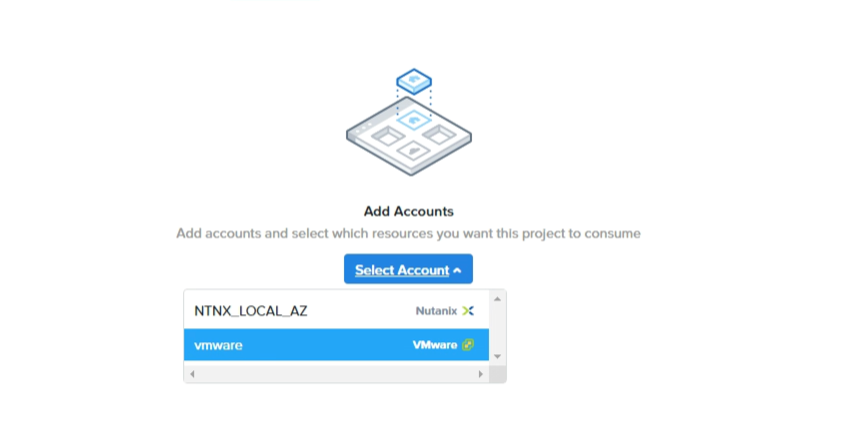 Add Accounts
Add accounts and select which resources you want this project to consume
Select Account
NTNX_LOCAL_AZ Nutanix
vmware VMware